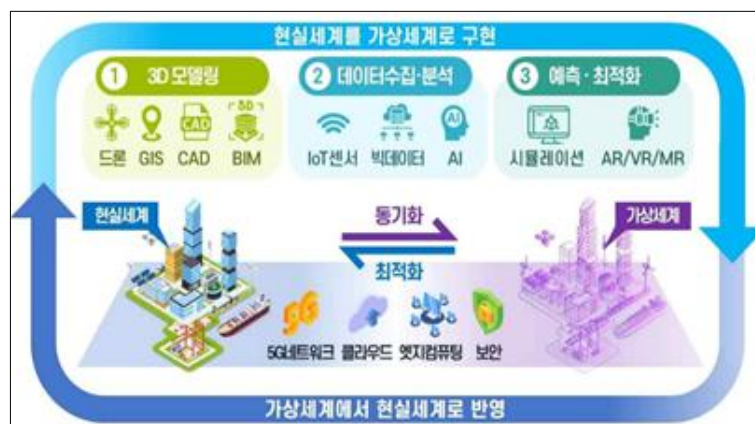 현실세계를 가상세계로 구현
1 3D 모델링
2 데이터수집·분석
3 예측·최적화
CAD
5D
AI
드론 GIS CAD BIM
IoT센서 빅데이터 AI
시뮬레이션 AR/VR/MR
현실세계
동기화
가상세계
최적화
5G
5G네트워크 클라우드 엣지컴퓨팅 보안
가상세계에서 현실세계로 반영